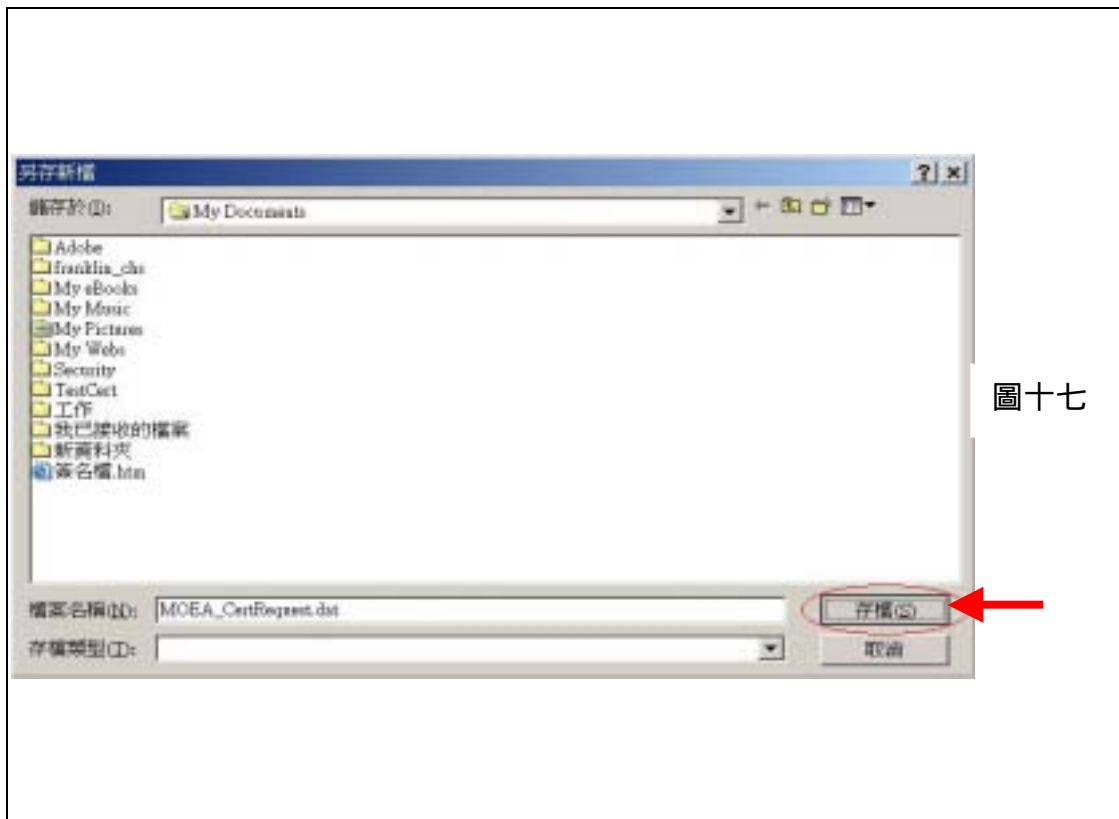 另存新檔
儲存於(I): My Documents
Adobe
franklin_chs
My eBooks
My Music
My Pictures
My Webs
Security
TestCert
工作
我已接收的檔案
新資料夾
簽名檔.htm
圖十七
檔案名稱(N): MOEA_CertRequest.dat 存檔(S)
存檔類型(T): 取消